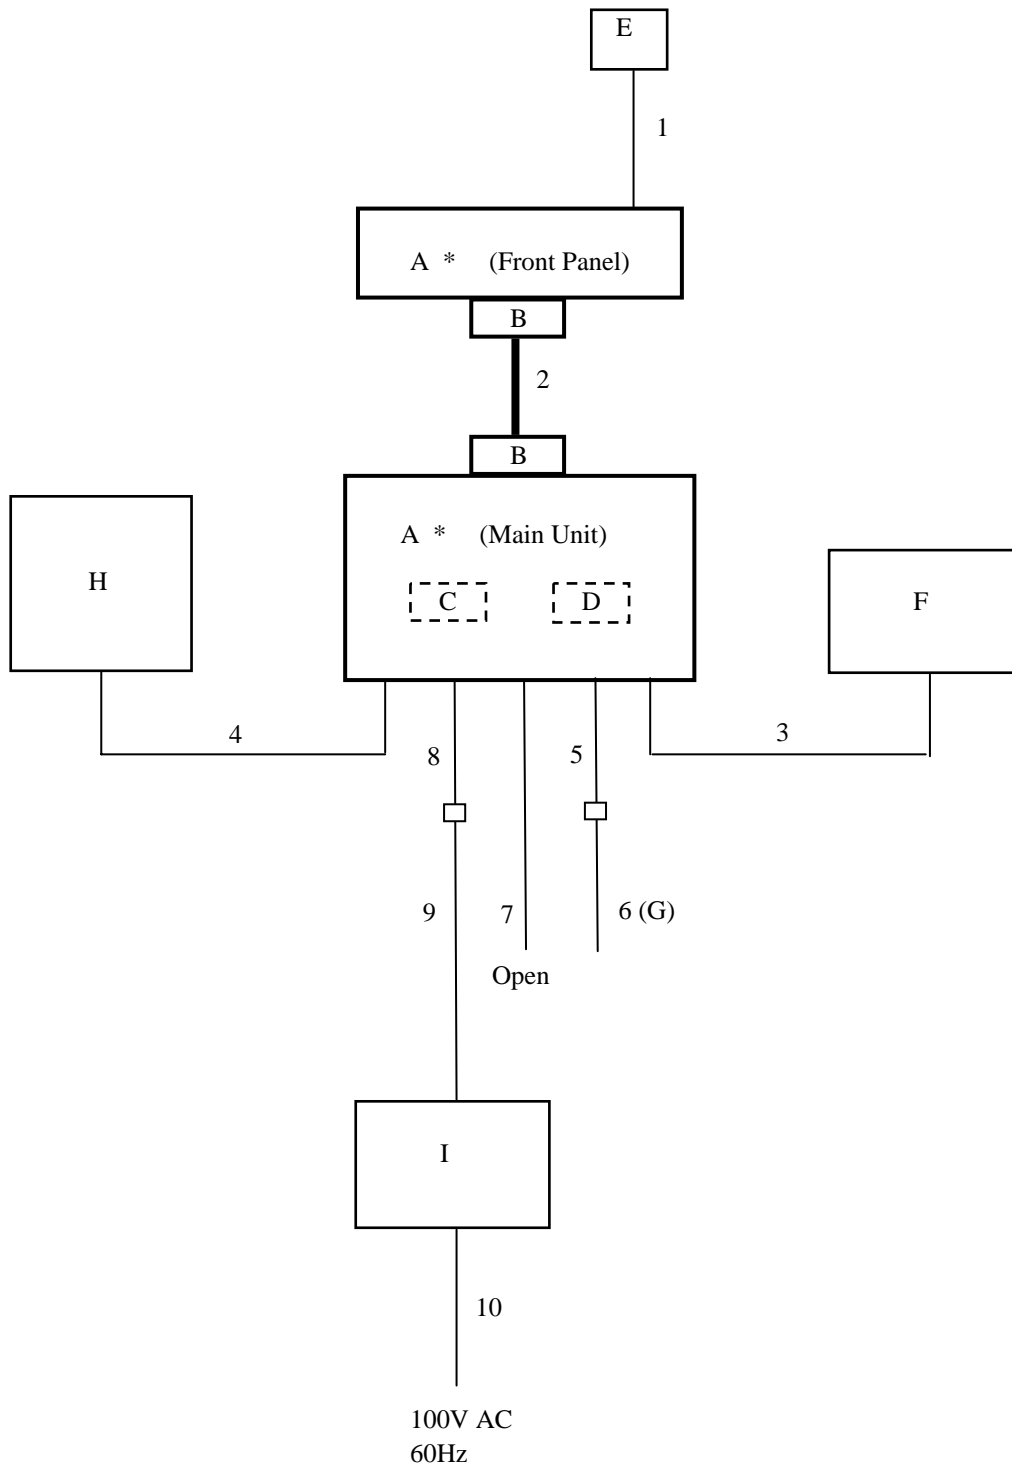 E
1
A * (Front Panel)
B
2
B
A * (Main Unit)
C D
H
F
4
8
5
3
9
7
6 (G)
Open
I
10
100V AC
60Hz